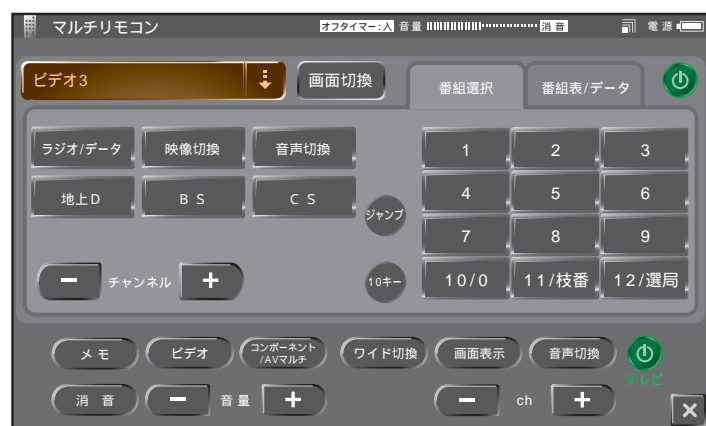 マルチリモコン オフタイマー:入 音量 消音 電源
ビデオ3 画面切換 番組選択 番組表/データ
ラジオ/データ 映像切換 音声切換 1 2 3
地上D BS CS 4 5 6
ジャンプ
7 8 9
− チャンネル + 10キー 10/0 11/枝番 12/選局
メモ ビデオ コンポーネント
/AVマルチ ワイド切換 画面表示 音声切換
テレビ
消音 − 音量 + − ch + ×